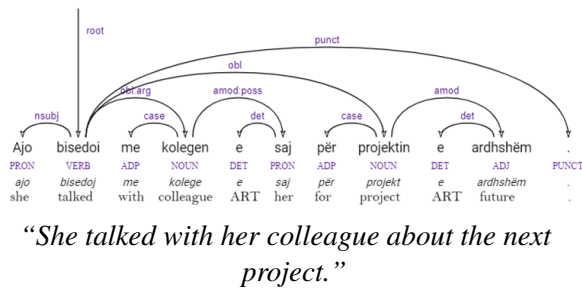 root
punct
obl
obl:arg amod:poss amod
nsubj case det case det
Ajo bisedoi me kolegen e saj për projektin e ardhshëm .
PRON VERB ADP NOUN DET PRON ADP NOUN DET ADJ PUNCT
ajo bisedoj me kolege e saj për projekt e ardhshëm .
she talked with colleague ART her for project ART future .
“She talked with her colleague about the next
project.”